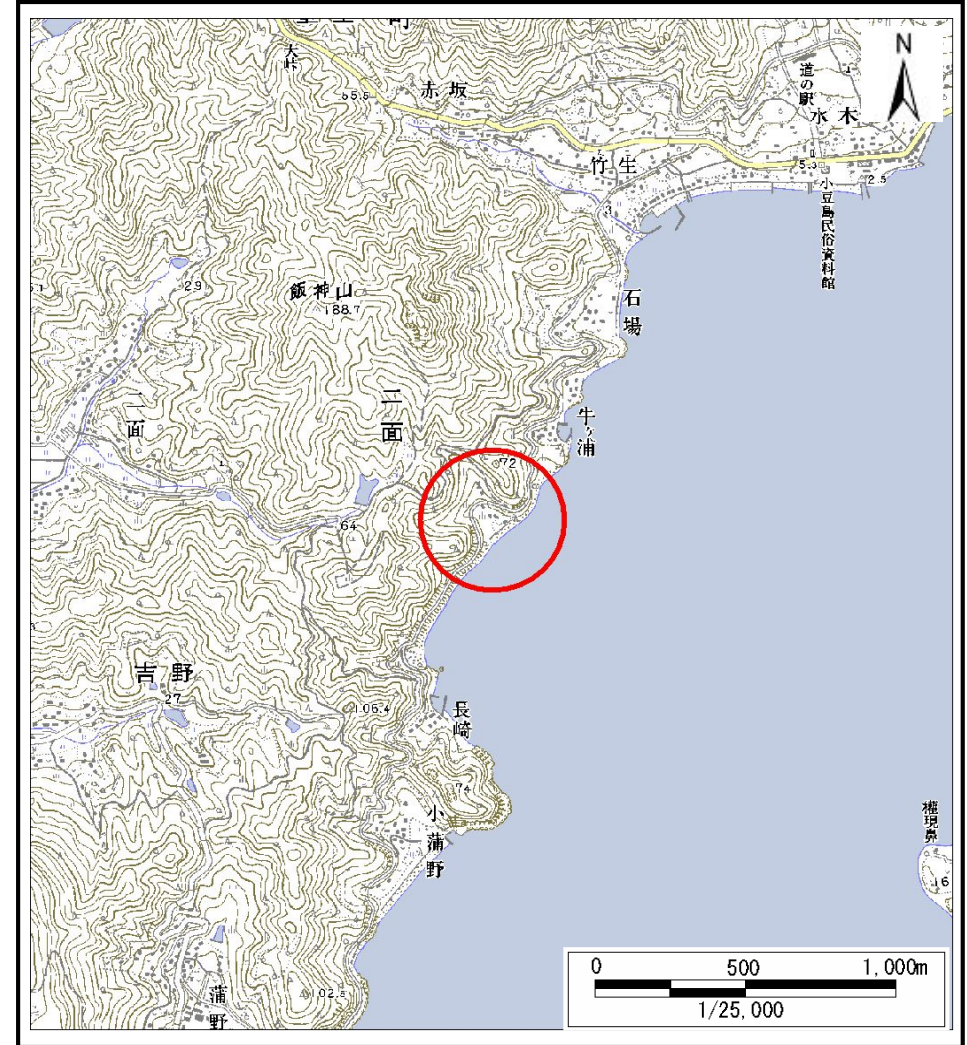 N
大峠
55.5
赤坂
道の駅
水木
竹生
5.3
2.5
小豆島民俗資料館
3
29
飯神山
188.7
石場
二面
三面
牛ヶ浦
72
64
吉野
27
106.4
長崎
74
小蒲野
権現鼻
16
蒲野
102.5
0 500 1,000m
1/25,000